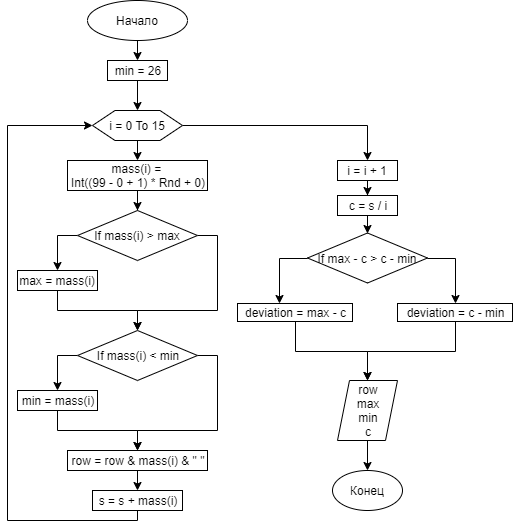 Начало
min = 26
i = 0 To 15
mass(i) =
Int((99 - 0 + 1) * Rnd + 0)
If mass(i) > max
max = mass(i)
If mass(i) < min
min = mass(i)
row = row & mass(i) & " "
s = s + mass(i)
i = i + 1
c = s / i
If max - c > c - min
deviation = max - c
deviation = c - min
row
max
min
c
Конец